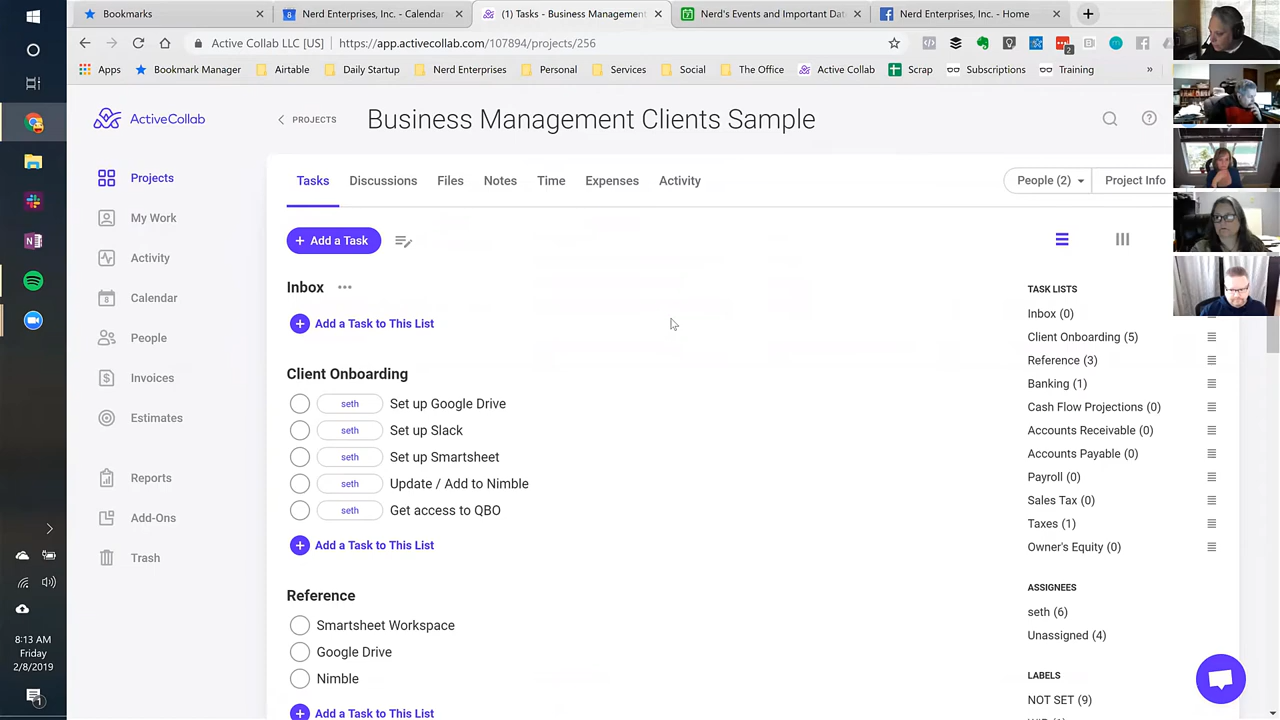 Bookmarks
Nerd Enterprises, Inc. - Calenda
(1) Tasks - Business Management
Nerd's Events and Important Da
Nerd Enterprises, Inc. - Home
Active Collab LLC [US]
https://app.activecollab.com/107894/projects/256
Apps
Bookmark Manager
Airtable
Daily Startup
Nerd E
Personal
Services
Social
The Office
Active Collab
SOPs
Subscriptions
Training
ActiveCollab
PROJECTS
Business Management Clients Sample
Projects
My Work
Activity
Calendar
People
Invoices
Estimates
Reports
Add-Ons
Trash
Tasks
Discussions
Files
Notes
Time
Expenses
Activity
People (2)
Project Info
+ Add a Task
Inbox
Add a Task to This List
Client Onboarding
seth Set up Google Drive
seth Set up Slack
seth Set up Smartsheet
seth Update / Add to Nimble
seth Get access to QBO
Add a Task to This List
Reference
Smartsheet Workspace
Google Drive
Nimble
Add a Task to This List
TASK LISTS
Inbox (0)
Client Onboarding (5)
Reference (3)
Banking (1)
Cash Flow Projections (0)
Accounts Receivable (0)
Accounts Payable (0)
Payroll (0)
Sales Tax (0)
Taxes (1)
Owner's Equity (0)
ASSIGNEES
seth (6)
Unassigned (4)
LABELS
NOT SET (9)
8:13 AM
Friday
2/8/2019